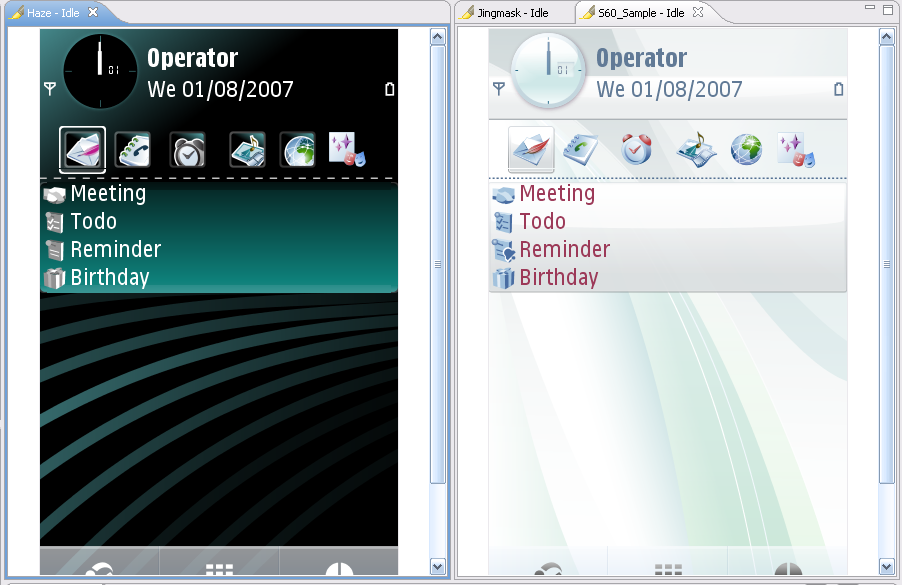 Haze - Idle
Operator
We 01/08/2007
01
Meeting
Todo
Reminder
Birthday
Jingmask - Idle
S60_Sample - Idle
Operator
We 01/08/2007
01
Meeting
Todo
Reminder
Birthday